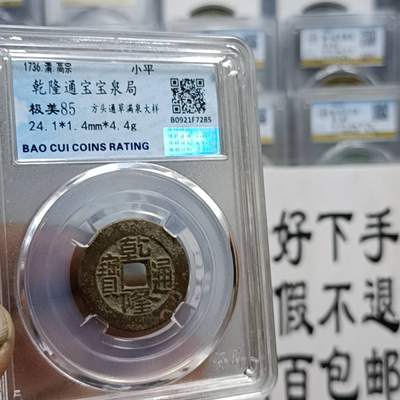 1736.清.高宗 小平
乾隆通宝宝泉局
极美85 方头通草满泉大样
24.1*1.4mm*4.4g
B0921F7285
BAO CUI COINS RATING
乾隆通寶
好下手
假不退
百包邮